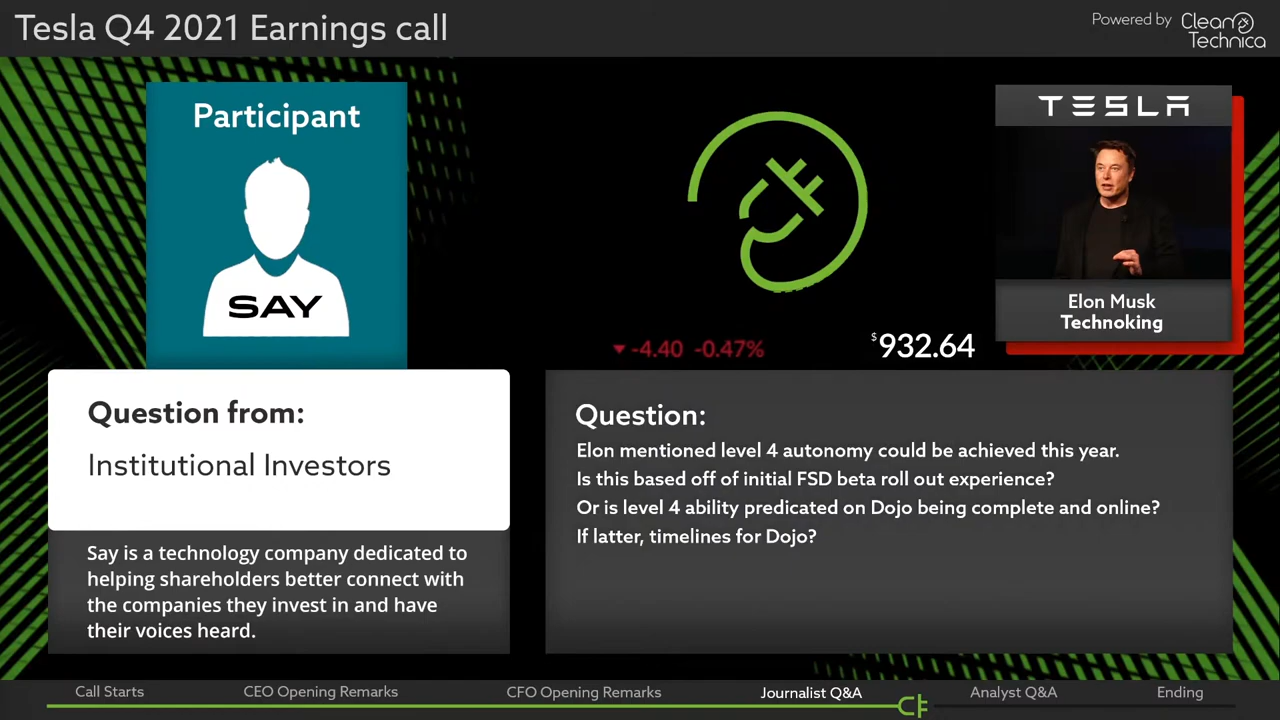 Tesla Q4 2021 Earnings call
Powered by
Clean
Technica
Participant
SAY
TESLA
Elon Musk
Technoking
-4.40 -0.47%
$932.64
Question from:
Institutional Investors
Say is a technology company dedicated to
helping shareholders better connect with
the companies they invest in and have
their voices heard.
Question:
Elon mentioned level 4 autonomy could be achieved this year.
Is this based off of initial FSD beta roll out experience?
Or is level 4 ability predicated on Dojo being complete and online?
If latter, timelines for Dojo?
Call Starts
CEO Opening Remarks
CFO Opening Remarks
Journalist Q&A
Analyst Q&A
Ending